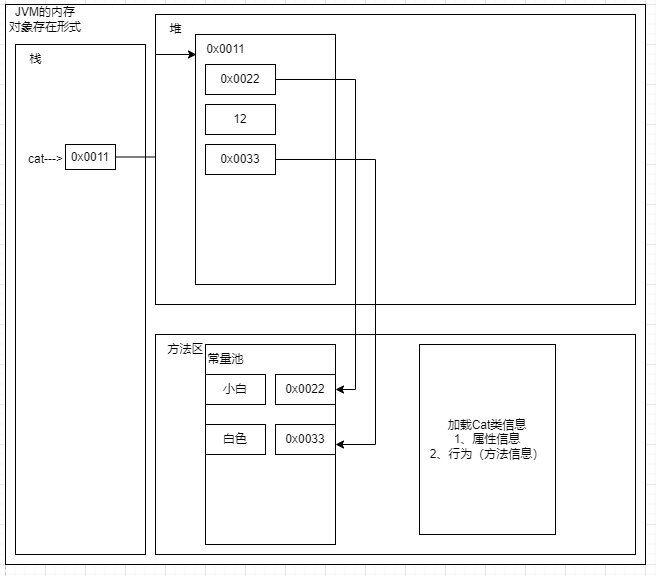 JVM的内存
对象存在形式
栈
cat--->
0x0011
堆
0x0011
0x0022
12
0x0033
方法区
常量池
小白
0x0022
白色
0x0033
加载Cat类信息
1、属性信息
2、行为（方法信息）